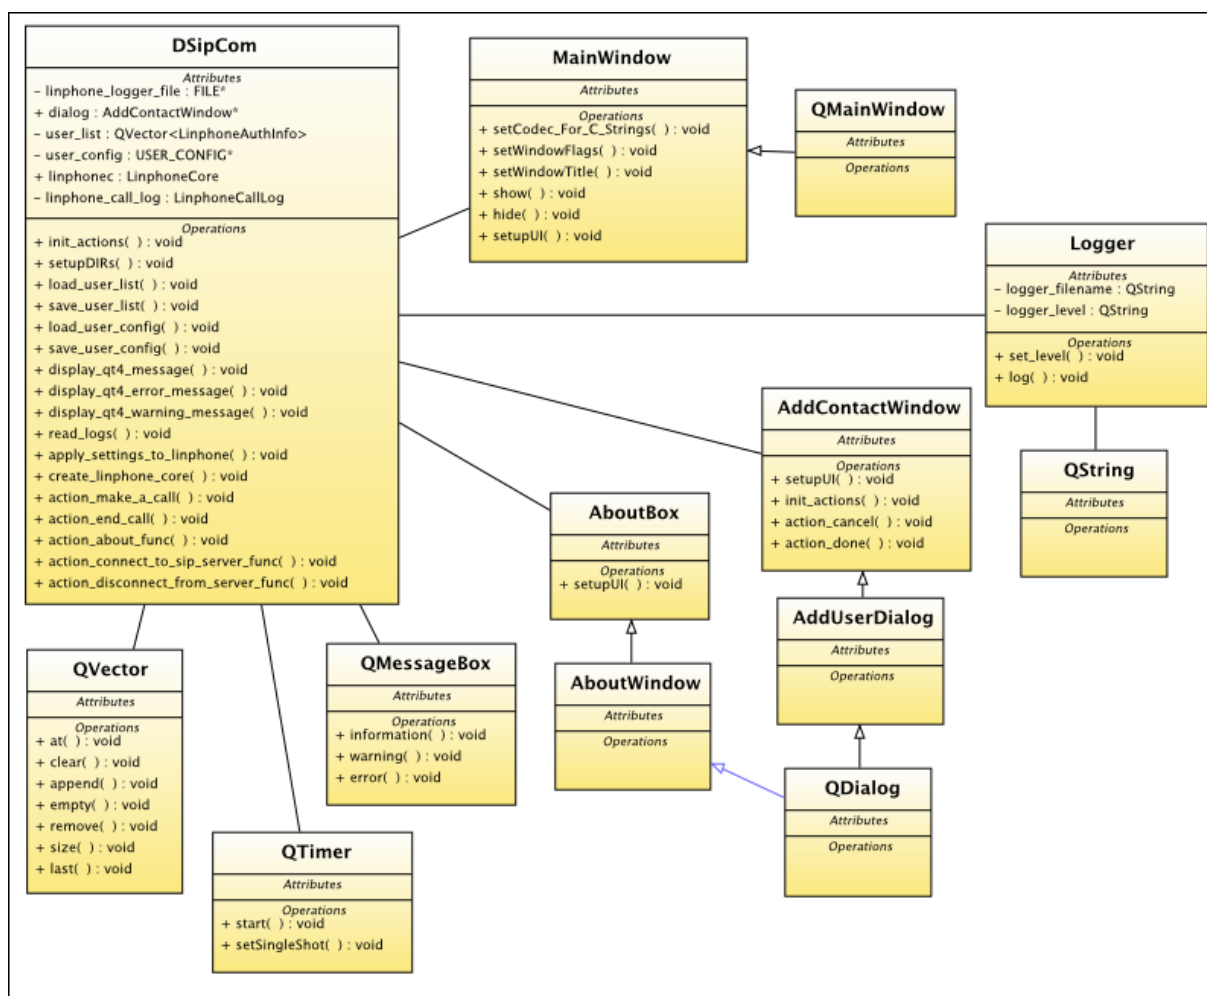 DSipCom
Attributes
- linphone_logger_file : FILE*
+ dialog : AddContactWindow*
- user_list : QVector<LinphoneAuthInfo>
- user_config : USER_CONFIG*
+ linphonec : LinphoneCore
- linphone_call_log : LinphoneCallLog
Operations
+ init_actions( ) : void
+ setupDIRs( ) : void
+ load_user_list( ) : void
+ save_user_list( ) : void
+ load_user_config( ) : void
+ save_user_config( ) : void
+ display_qt4_message( ) : void
+ display_qt4_error_message( ) : void
+ display_qt4_warning_message( ) : void
+ read_logs( ) : void
+ apply_settings_to_linphone( ) : void
+ create_linphone_core( ) : void
+ action_make_a_call( ) : void
+ action_end_call( ) : void
+ action_about_func( ) : void
+ action_connect_to_sip_server_func( ) : void
+ action_disconnect_from_server_func( ) : void
MainWindow
Attributes
Operations
+ setCodec_For_C_Strings( ) : void
+ setWindowFlags( ) : void
+ setWindowTitle( ) : void
+ show( ) : void
+ hide( ) : void
+ setupUI( ) : void
QMainWindow
Attributes
Operations
Logger
Attributes
- logger_filename : QString
- logger_level : QString
Operations
+ set_level( ) : void
+ log( ) : void
AddContactWindow
Attributes
Operations
+ setupUI( ) : void
+ init_actions( ) : void
+ action_cancel( ) : void
+ action_done( ) : void
QString
Attributes
Operations
AboutBox
Attributes
Operations
+ setupUI( ) : void
AddUserDialog
Attributes
Operations
QVector
Attributes
Operations
+ at( ) : void
+ clear( ) : void
+ append( ) : void
+ empty( ) : void
+ remove( ) : void
+ size( ) : void
+ last( ) : void
QMessageBox
Attributes
Operations
+ information( ) : void
+ warning( ) : void
+ error( ) : void
AboutWindow
Attributes
Operations
QDialog
Attributes
Operations
QTimer
Attributes
Operations
+ start( ) : void
+ setSingleShot( ) : void